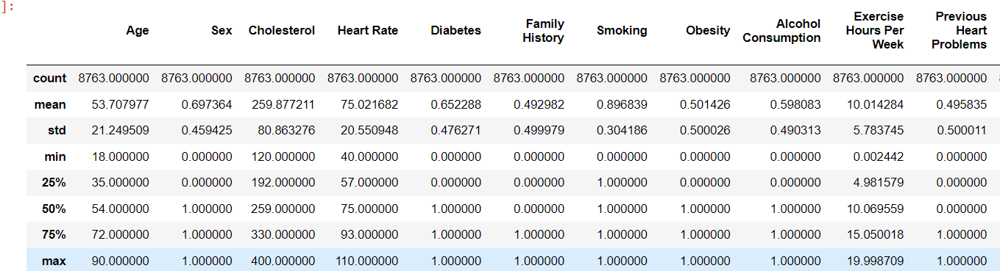 ]:
Age Sex Cholesterol Heart Rate Diabetes Family History Smoking Obesity Alcohol Consumption Exercise Hours Per Week Previous Heart Problems
count 8763.000000 8763.000000 8763.000000 8763.000000 8763.000000 8763.000000 8763.000000 8763.000000 8763.000000 8763.000000 8763.000000
mean 53.707977 0.697364 259.877211 75.021682 0.652288 0.492982 0.896839 0.501426 0.598083 10.014284 0.495835
std 21.249509 0.459425 80.863276 20.550948 0.476271 0.499979 0.304186 0.500026 0.490313 5.783745 0.500011
min 18.000000 0.000000 120.000000 40.000000 0.000000 0.000000 0.000000 0.000000 0.000000 0.002442 0.000000
25% 35.000000 0.000000 192.000000 57.000000 0.000000 0.000000 1.000000 0.000000 0.000000 4.981579 0.000000
50% 54.000000 1.000000 259.000000 75.000000 1.000000 0.000000 1.000000 1.000000 1.000000 10.069559 0.000000
75% 72.000000 1.000000 330.000000 93.000000 1.000000 1.000000 1.000000 1.000000 1.000000 15.050018 1.000000
max 90.000000 1.000000 400.000000 110.000000 1.000000 1.000000 1.000000 1.000000 1.000000 19.998709 1.000000